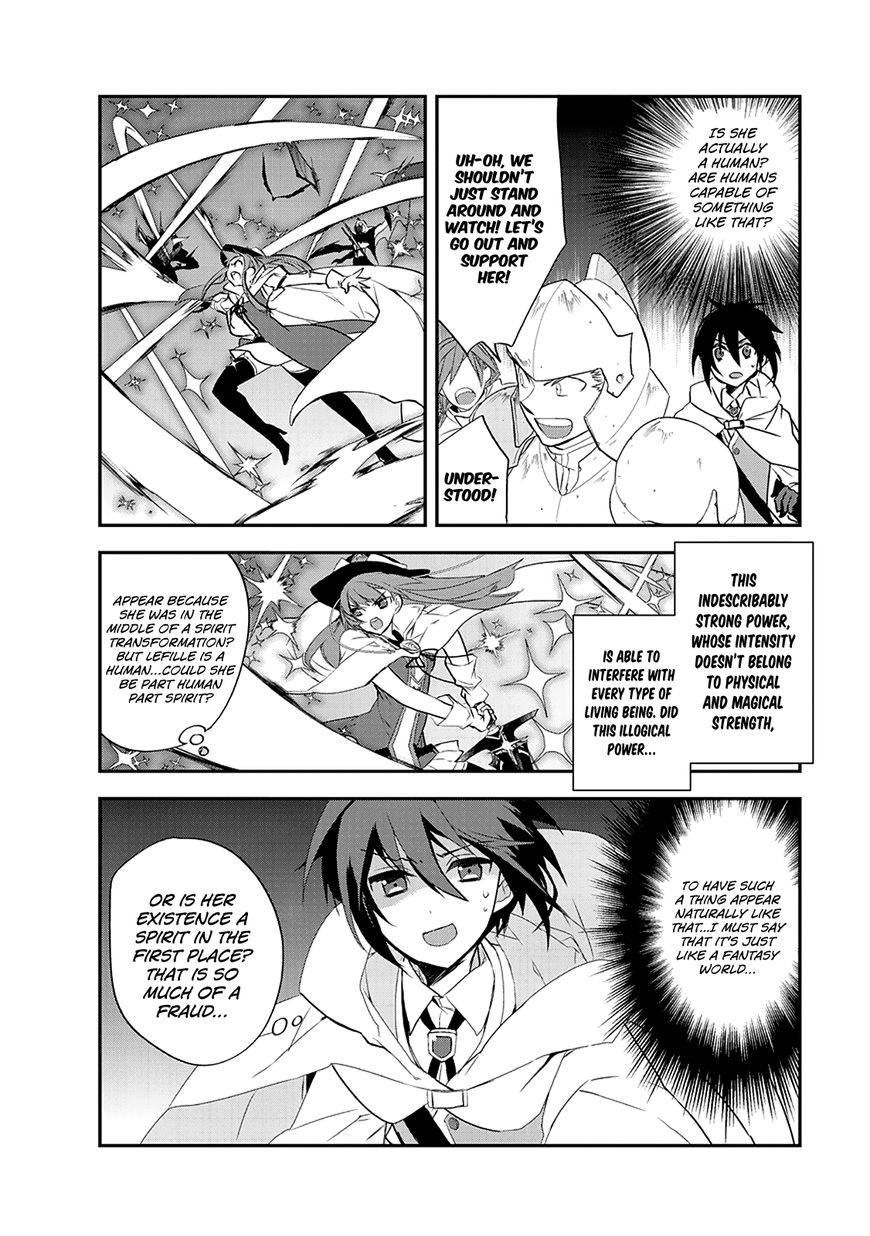 IS SHE
ACTUALLY
A HUMAN?
ARE HUMANS
CAPABLE OF
SOMETHING
LIKE THAT?
UH-OH, WE
SHOULDN'T
JUST STAND
AROUND AND
WATCH! LET'S
GO OUT AND
SUPPORT
HER!
UNDER-
STOOD!
THIS
INDESCRIBABLY
STRONG POWER,
WHOSE INTENSITY
DOESN'T BELONG
TO PHYSICAL
AND MAGICAL
STRENGTH,
IS ABLE TO
INTERFERE WITH
EVERY TYPE OF
LIVING BEING. DID
THIS ILLOGICAL
POWER...
APPEAR BECAUSE
SHE WAS IN THE
MIDDLE OF A SPIRIT
TRANSFORMATION?
BUT LEFILLE IS A
HUMAN...COULD SHE
BE PART HUMAN
PART SPIRIT?
TO HAVE SUCH
A THING APPEAR
NATURALLY LIKE
THAT...I MUST SAY
THAT IT'S JUST
LIKE A FANTASY
WORLD...
OR IS HER
EXISTENCE A
SPIRIT IN THE
FIRST PLACE?
THAT IS SO
MUCH OF A
FRAUD...